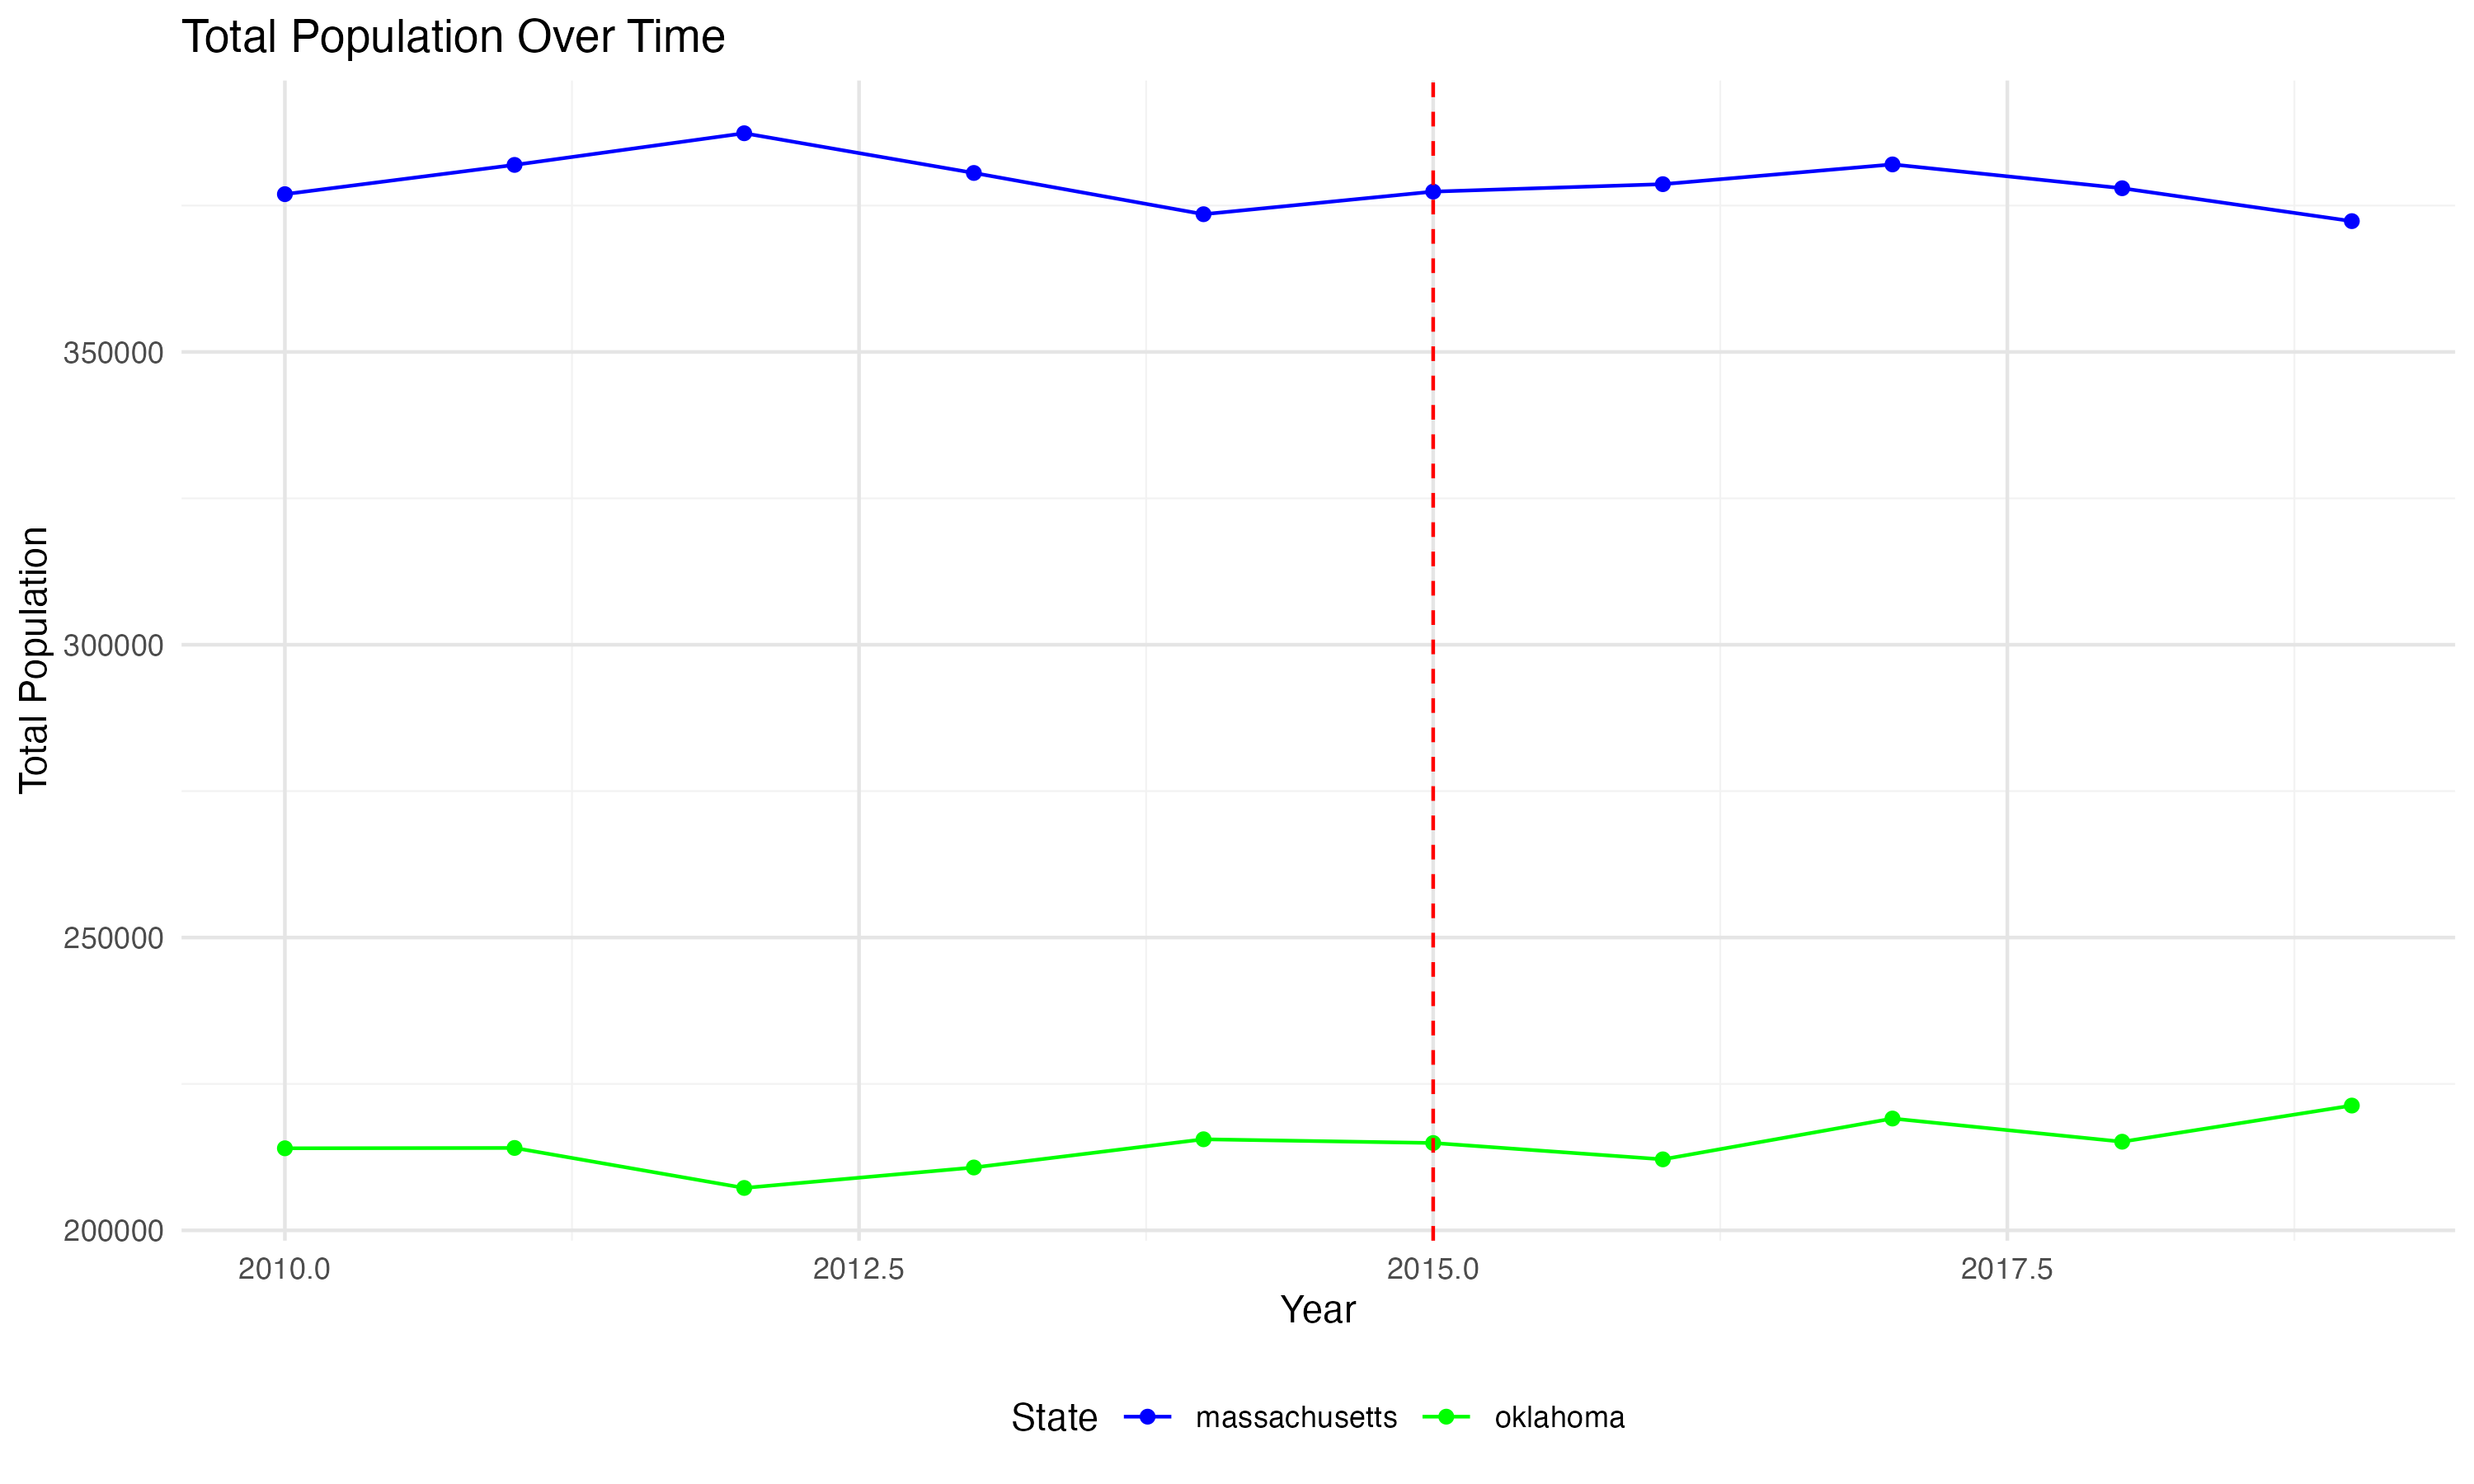 Total Population Over Time
Total Population
350000
300000
250000
200000
2010.0 2012.5 2015.0 2017.5
Year
State massachusetts oklahoma